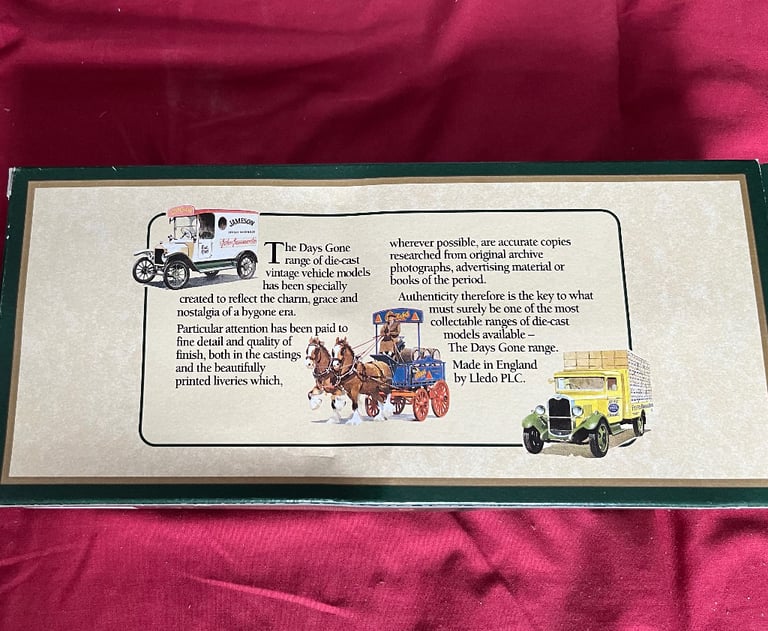 JAMESON
The Days Gone
range of die-cast
vintage vehicle models
has been specially
created to reflect the charm, grace and
nostalgia of a bygone era.
Particular attention has been paid to
fine detail and quality of
finish, both in the castings
and the beautifully
printed liveries which,
wherever possible, are accurate copies
researched from original archive
photographs, advertising material or
books of the period.
Authenticity therefore is the key to what
must surely be one of the most
collectable ranges of die-cast
models available –
The Days Gone range.
Made in England
by Lledo PLC.